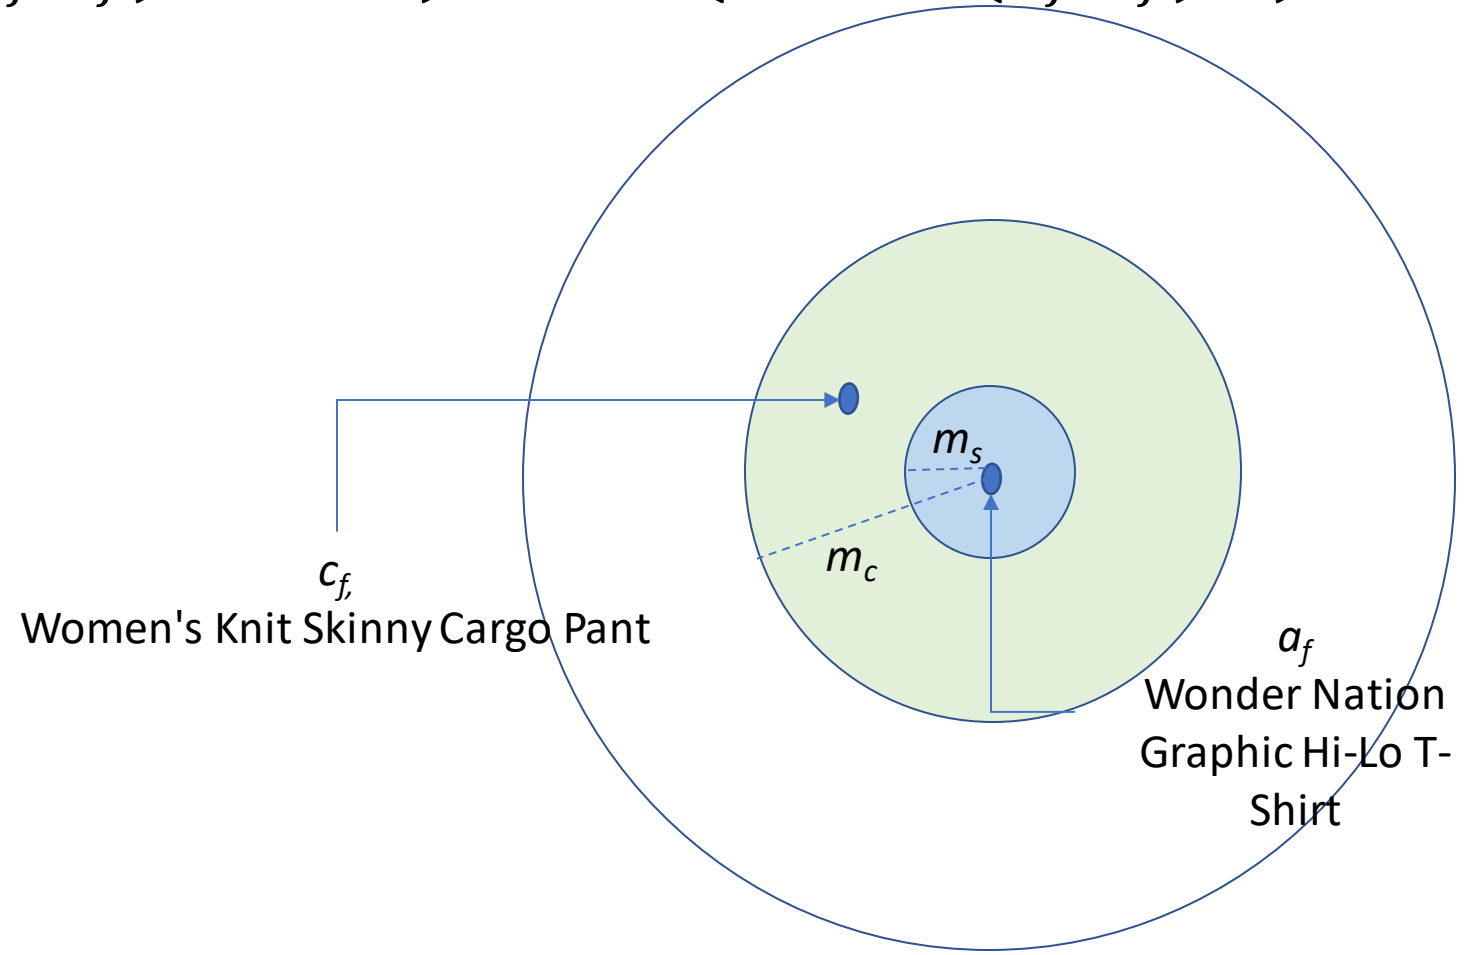 m_s
m_c
c_f,
Women's Knit Skinny Cargo Pant
a_f
Wonder Nation
Graphic Hi-Lo T-
Shirt